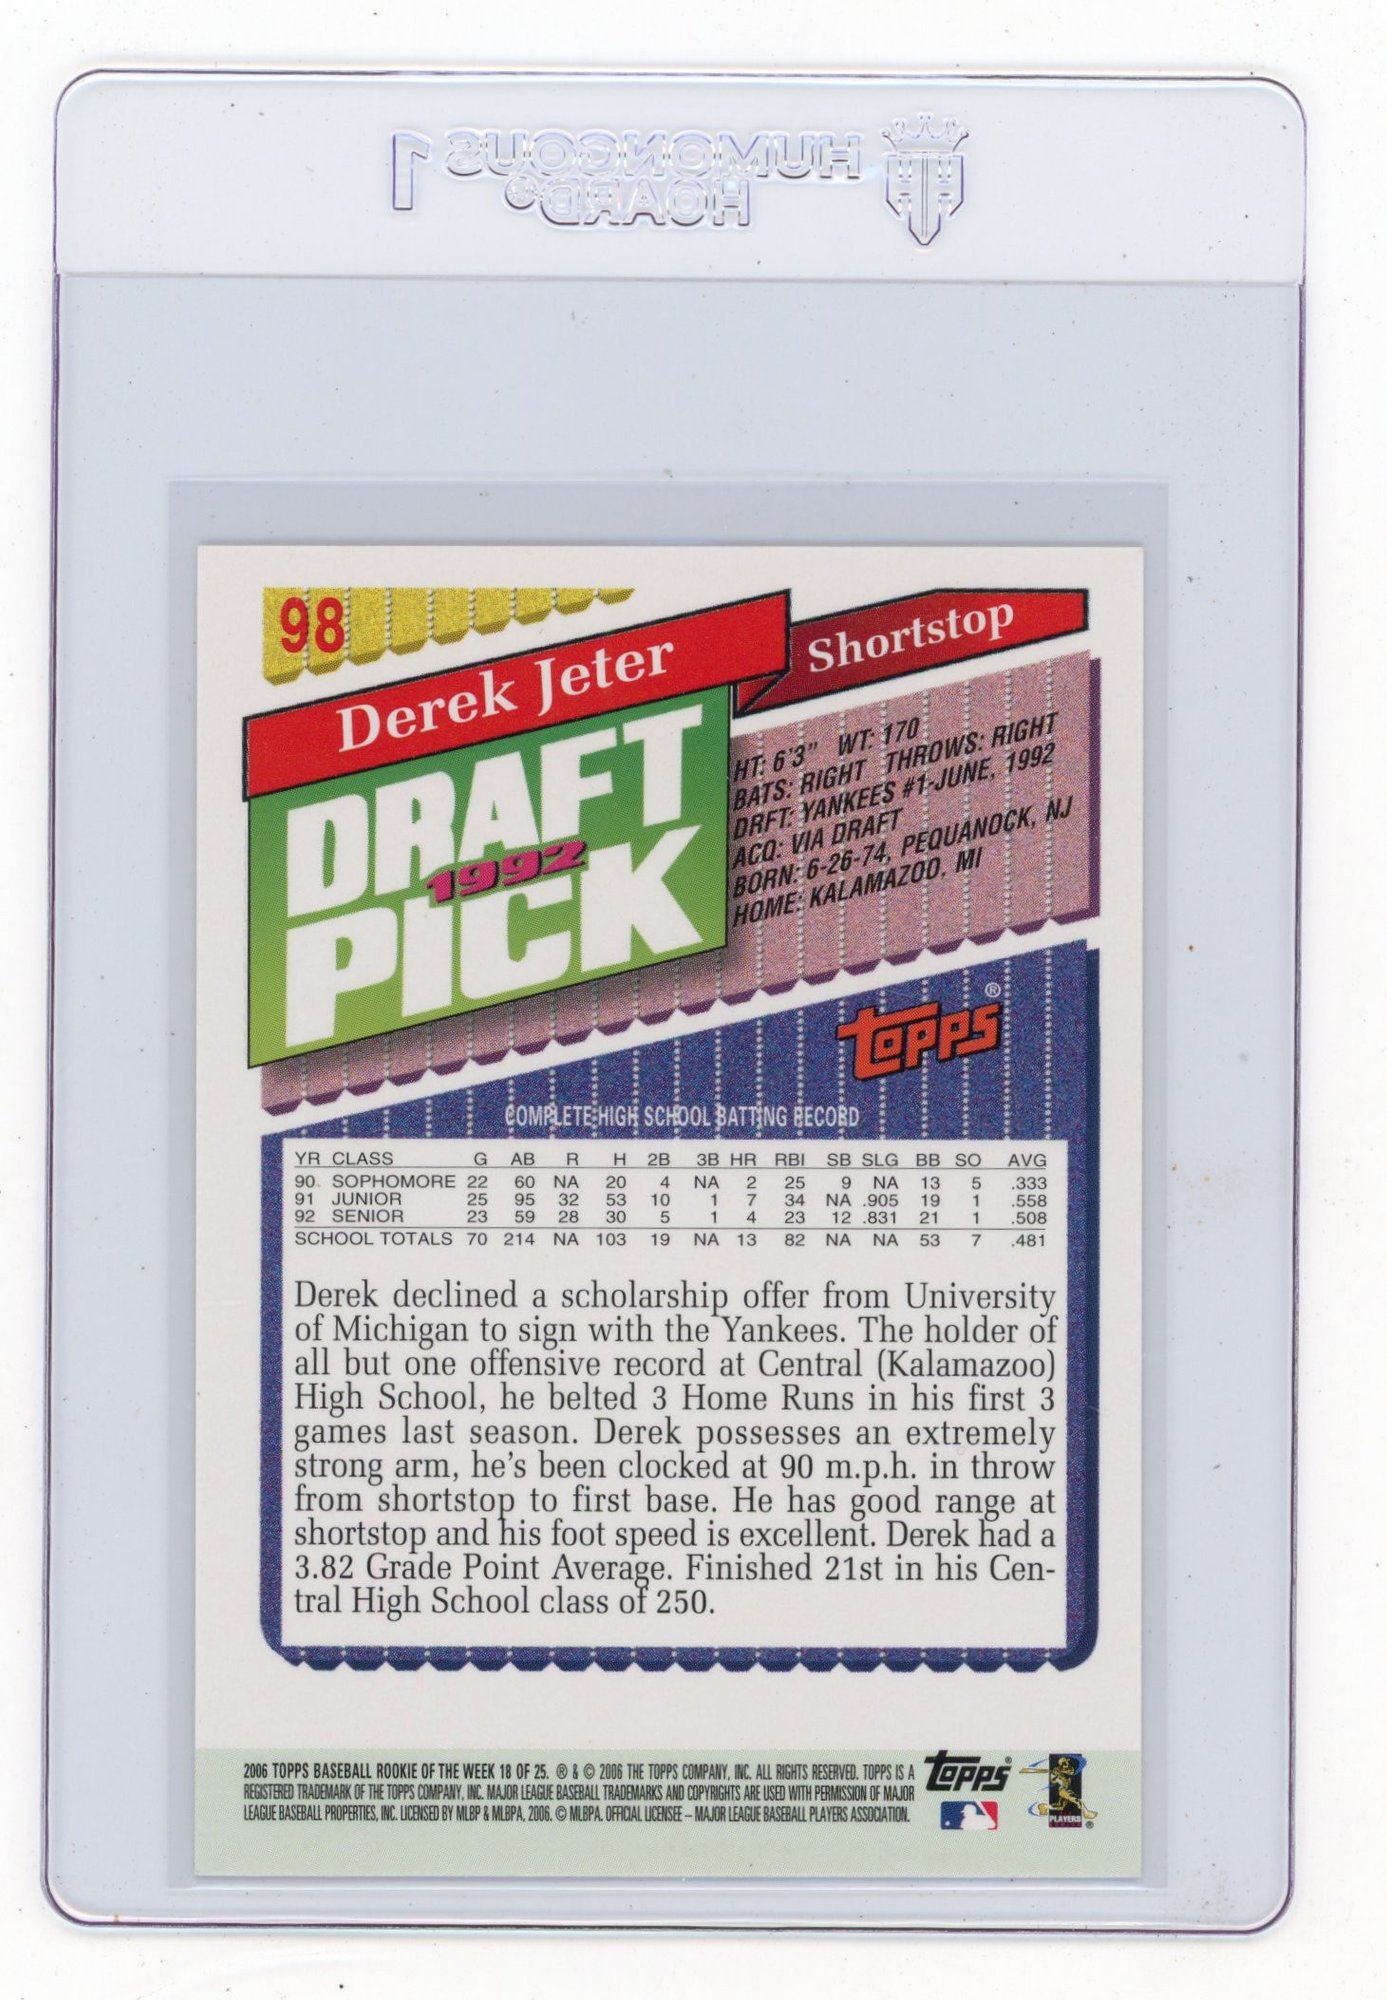 HUMONGOUS 1
HOARD®
98
Derek Jeter
Shortstop
DRAFT
1992
PICK
HT: 6'3" WT: 170
BATS: RIGHT THROWS: RIGHT
DRFT: YANKEES #1-JUNE, 1992
ACQ: VIA DRAFT
BORN: 6-26-74, PEQUANOCK, NJ
HOME: KALAMAZOO, MI
TOPPS®
COMPLETE HIGH SCHOOL BATTING RECORD
YR CLASS G AB R H 2B 3B HR RBI SB SLG BB SO AVG
90 SOPHOMORE 22 60 NA 20 4 NA 2 25 9 NA 13 5 .333
91 JUNIOR 25 95 32 53 10 1 7 34 NA .905 19 1 .558
92 SENIOR 23 59 28 30 5 1 4 23 12 .831 21 1 .508
SCHOOL TOTALS 70 214 NA 103 19 NA 13 82 NA NA 53 7 .481
Derek declined a scholarship offer from University
of Michigan to sign with the Yankees. The holder of
all but one offensive record at Central (Kalamazoo)
High School, he belted 3 Home Runs in his first 3
games last season. Derek possesses an extremely
strong arm, he's been clocked at 90 m.p.h. in throw
from shortstop to first base. He has good range at
shortstop and his foot speed is excellent. Derek had a
3.82 Grade Point Average. Finished 21st in his Cen-
tral High School class of 250.
2006 TOPPS BASEBALL ROOKIE OF THE WEEK 18 OF 25. ® & © 2006 THE TOPPS COMPANY, INC. ALL RIGHTS RESERVED. TOPPS IS A
REGISTERED TRADEMARK OF THE TOPPS COMPANY, INC. MAJOR LEAGUE BASEBALL TRADEMARKS AND COPYRIGHTS ARE USED WITH PERMISSION OF MAJOR
LEAGUE BASEBALL PROPERTIES, INC. LICENSED BY MLBP & MLBPA, 2006. © MLBPA. OFFICIAL LICENSEE – MAJOR LEAGUE BASEBALL PLAYERS ASSOCIATION.
TOPPS®
PLAYERS